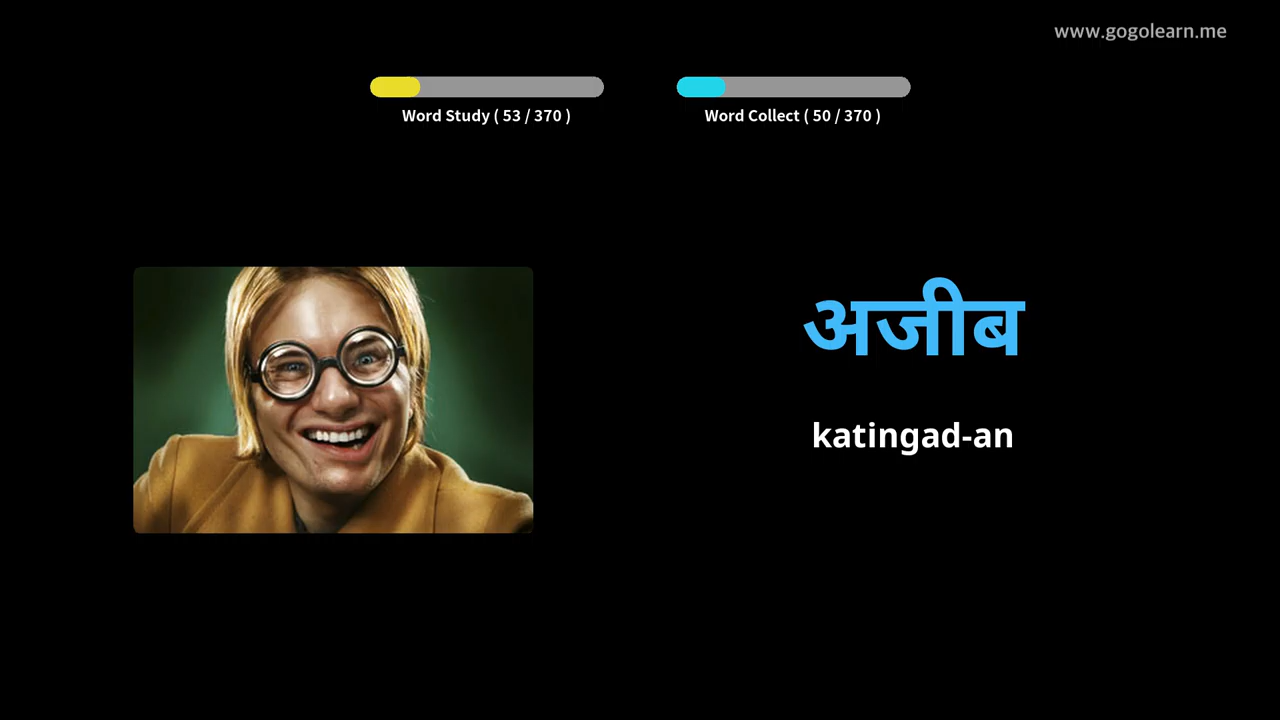 www.gogolearn.me
Word Study ( 53 / 370 )
Word Collect ( 50 / 370 )
अजीब
katingad-an